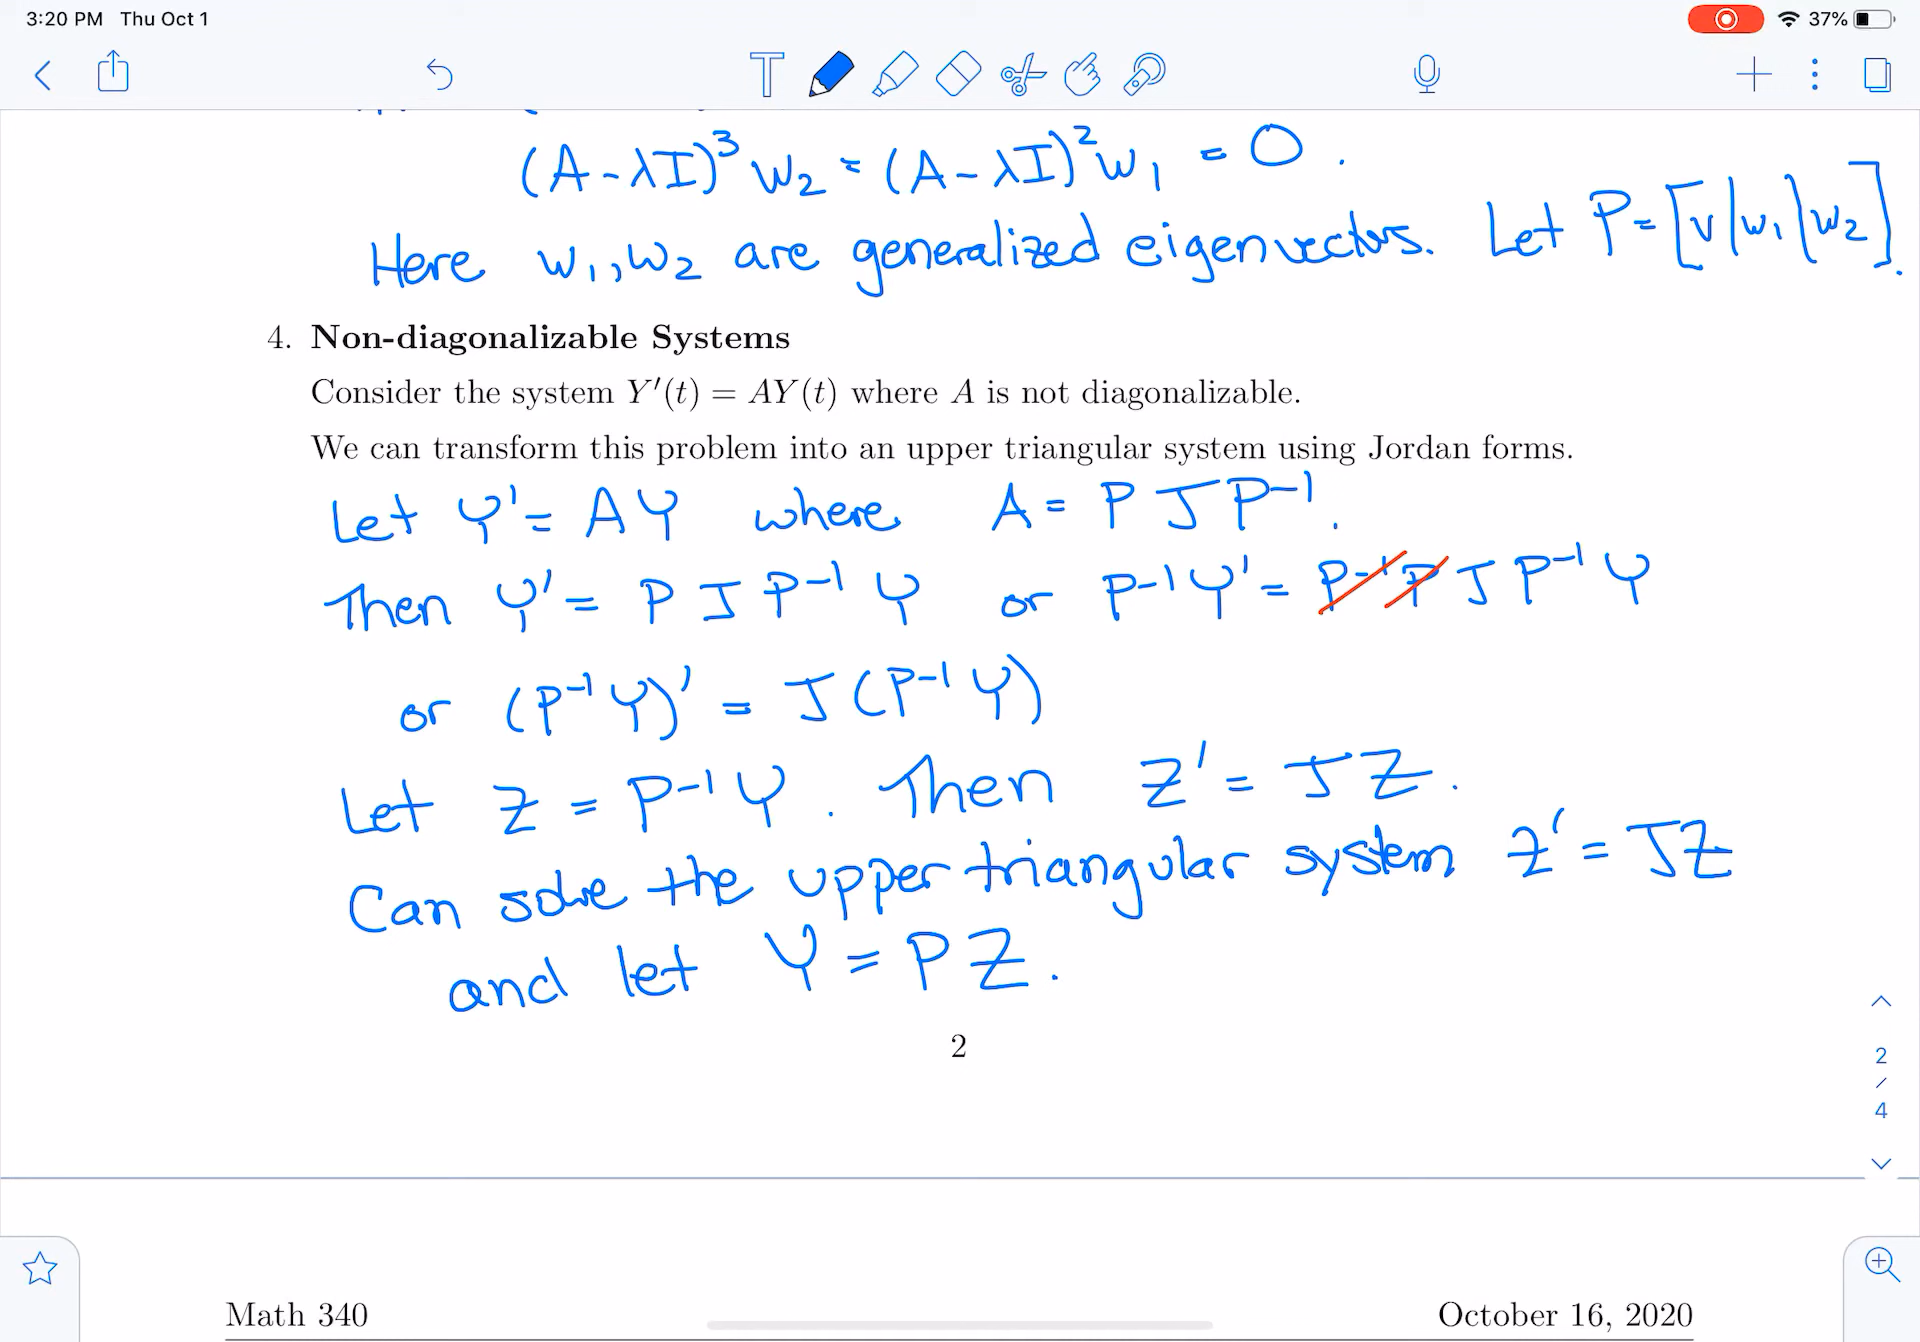 3:20 PM Thu Oct 1
37%
(A-λI)³w₂ = (A-λI)²w₁ = 0.
Here w₁,w₂ are generalized eigenvectors. Let P=[v|w₁|w₂].
4. Non-diagonalizable Systems
Consider the system Y′(t) = AY(t) where A is not diagonalizable.
We can transform this problem into an upper triangular system using Jordan forms.
Let Y' = AY where A = PJP⁻¹.
Then Y' = PJP⁻¹Y or P⁻¹Y' = P⁻¹PJP⁻¹Y
or (P⁻¹Y)' = J(P⁻¹Y)
Let Z = P⁻¹Y. Then Z' = JZ.
Can solve the upper triangular system Z' = JZ
and let Y = PZ.
2
2
/
4
Math 340
October 16, 2020